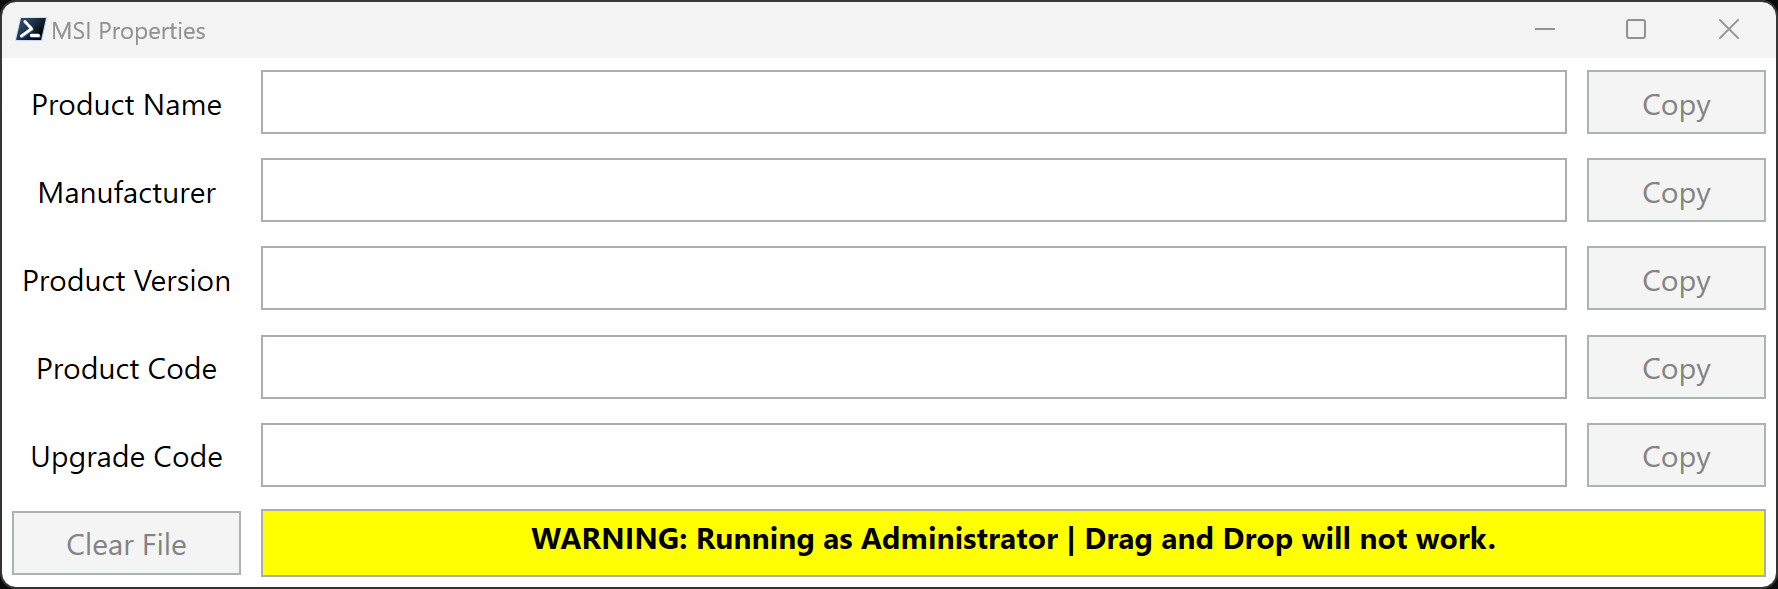 MSI Properties
Product Name
Copy
Manufacturer
Copy
Product Version
Copy
Product Code
Copy
Upgrade Code
Copy
Clear File
WARNING: Running as Administrator | Drag and Drop will not work.